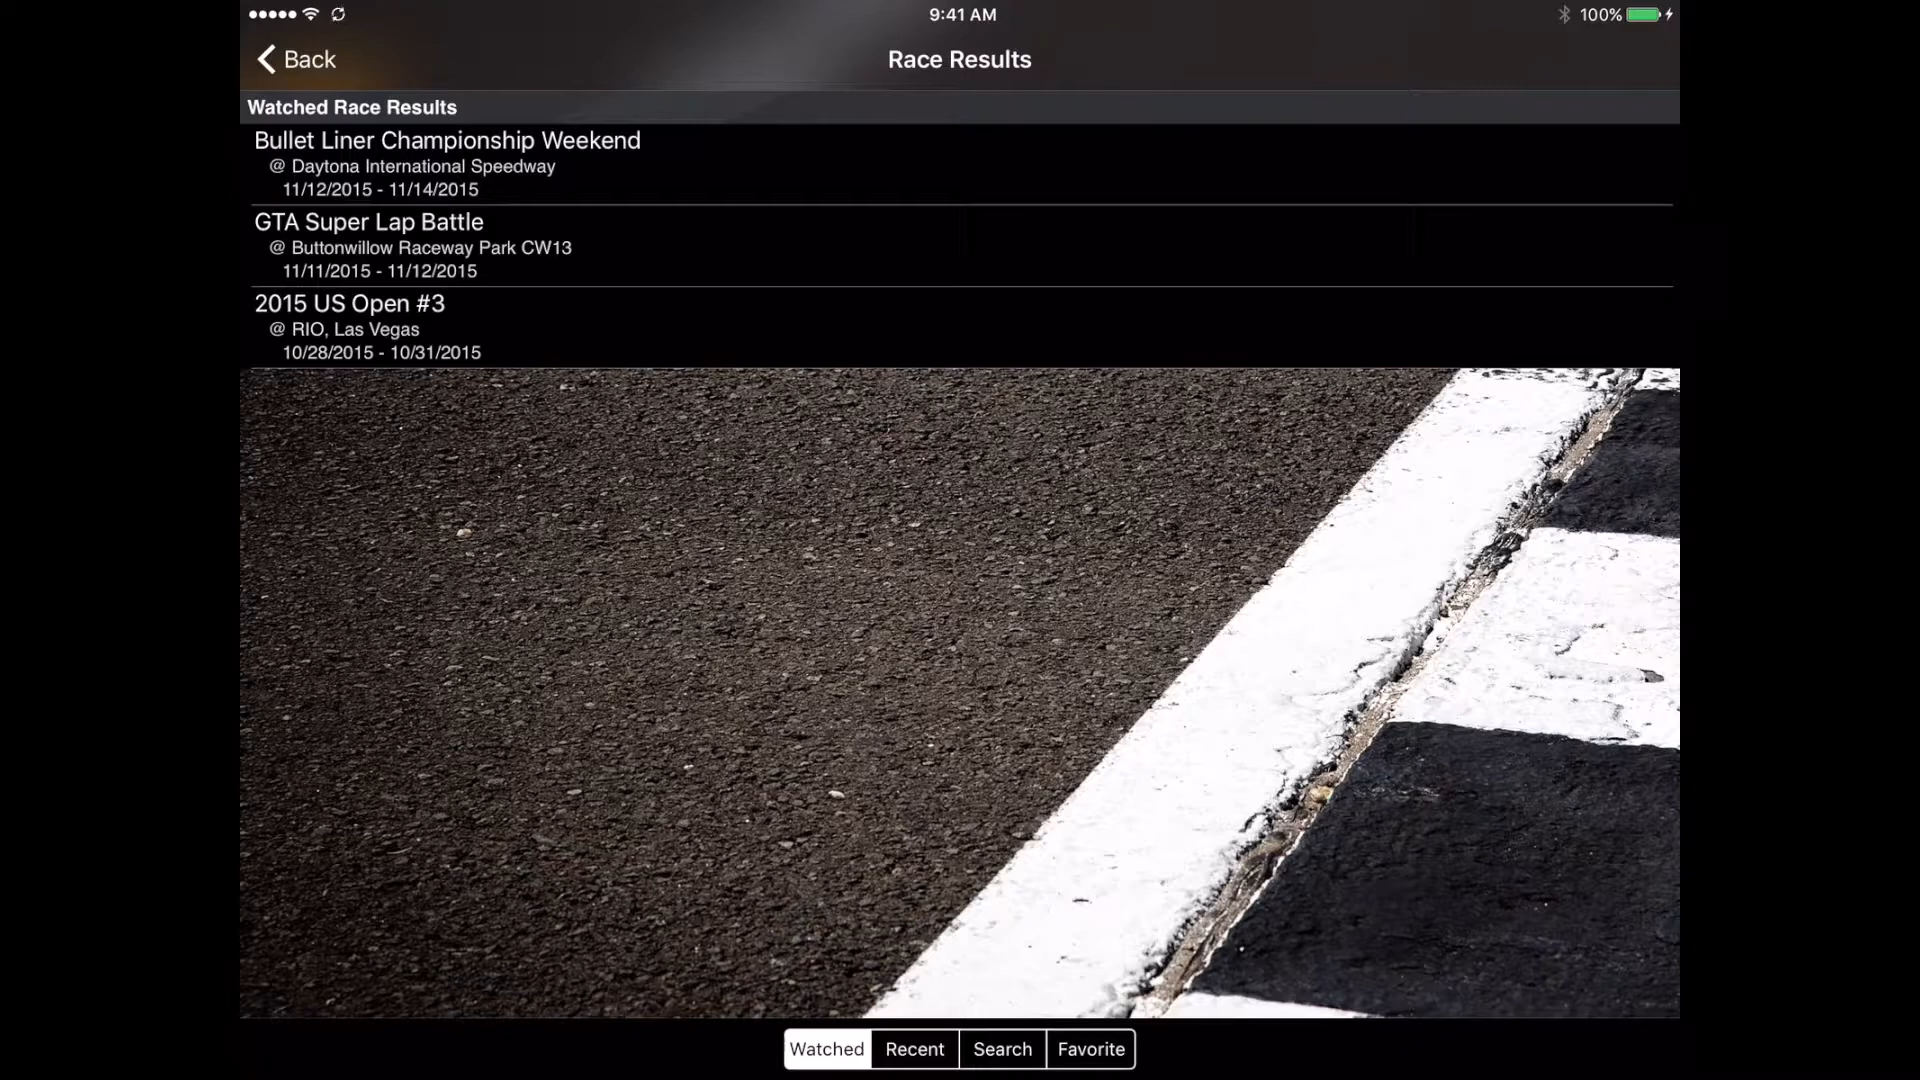 9:41 AM
100%
Back
Race Results
Watched Race Results
Bullet Liner Championship Weekend
@ Daytona International Speedway
11/12/2015 - 11/14/2015
GTA Super Lap Battle
@ Buttonwillow Raceway Park CW13
11/11/2015 - 11/12/2015
2015 US Open #3
@ RIO, Las Vegas
10/28/2015 - 10/31/2015
Watched
Recent
Search
Favorite